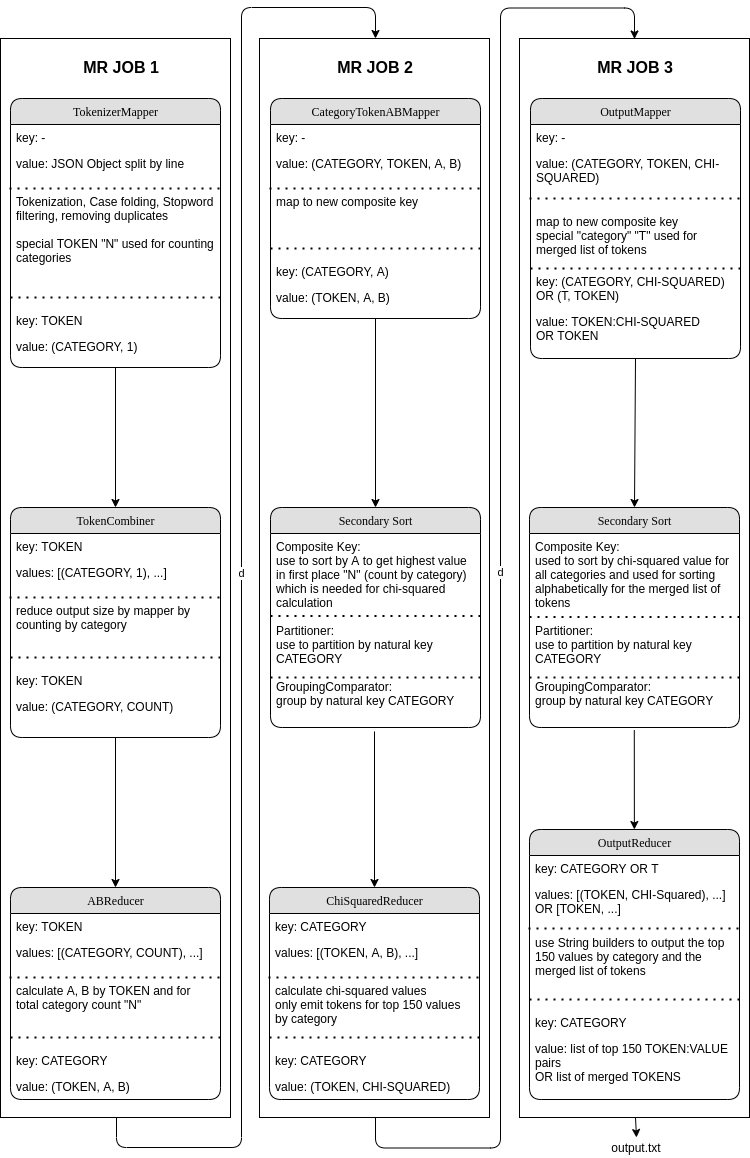 MR JOB 1
TokenizerMapper
key: -
value: JSON Object split by line
Tokenization, Case folding, Stopword
filtering, removing duplicates
special TOKEN "N" used for counting
categories
key: TOKEN
value: (CATEGORY, 1)
TokenCombiner
key: TOKEN
values: [(CATEGORY, 1), ...]
reduce output size by mapper by
counting by category
key: TOKEN
value: (CATEGORY, COUNT)
ABReducer
key: TOKEN
values: [(CATEGORY, COUNT), ...]
calculate A, B by TOKEN and for
total category count "N"
key: CATEGORY
value: (TOKEN, A, B)
d
MR JOB 2
CategoryTokenABMapper
key: -
value: (CATEGORY, TOKEN, A, B)
map to new composite key
key: (CATEGORY, A)
value: (TOKEN, A, B)
Secondary Sort
Composite Key:
use to sort by A to get highest value
in first place "N" (count by category)
which is needed for chi-squared
calculation
Partitioner:
use to partition by natural key
CATEGORY
GroupingComparator:
group by natural key CATEGORY
ChiSquaredReducer
key: CATEGORY
values: [(TOKEN, A, B), ...]
calculate chi-squared values
only emit tokens for top 150 values
by category
key: CATEGORY
value: (TOKEN, CHI-SQUARED)
d
MR JOB 3
OutputMapper
key: -
value: (CATEGORY, TOKEN, CHI-
SQUARED)
map to new composite key
special "category" "T" used for
merged list of tokens
key: (CATEGORY, CHI-SQUARED)
OR (T, TOKEN)
value: TOKEN:CHI-SQUARED
OR TOKEN
Secondary Sort
Composite Key:
used to sort by chi-squared value for
all categories and used for sorting
alphabetically for the merged list of
tokens
Partitioner:
use to partition by natural key
CATEGORY
GroupingComparator:
group by natural key CATEGORY
OutputReducer
key: CATEGORY OR T
values: [(TOKEN, CHI-Squared), ...]
OR [TOKEN, ...]
use String builders to output the top
150 values by category and the
merged list of tokens
key: CATEGORY
value: list of top 150 TOKEN:VALUE
pairs
OR list of merged TOKENS
output.txt